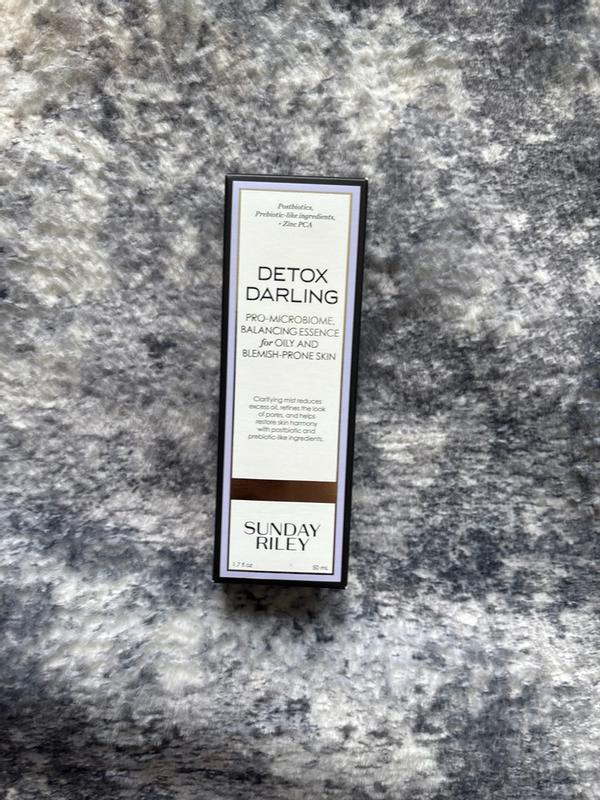 Postbiotics,
Prebiotic-like ingredients,
+ Zinc PCA
DETOX
DARLING
PRO-MICROBIOME,
BALANCING ESSENCE
for OILY AND
BLEMISH-PRONE SKIN
Clarifying mist reduces
excess oil, refines the look
of pores, and helps
restore skin harmony
with postbiotic and
prebiotic-like ingredients.
SUNDAY
RILEY
1.7 fl oz 50 mL